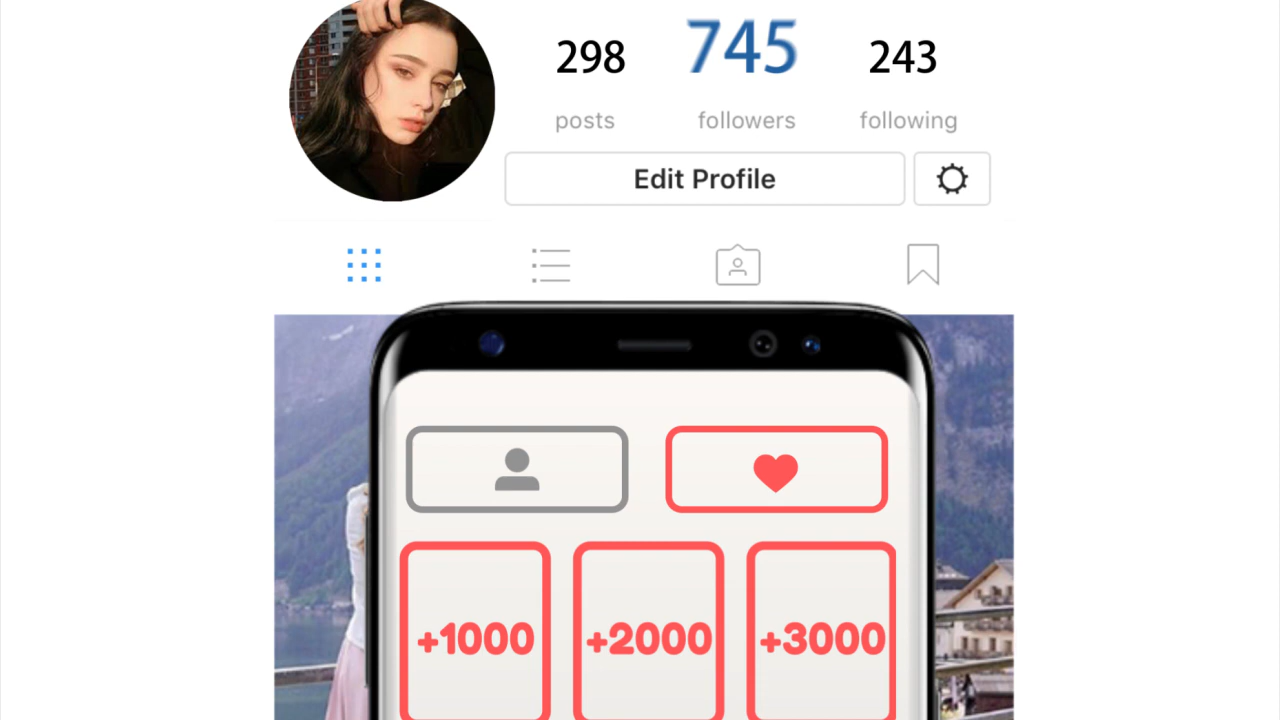 298 745 243
posts followers following
Edit Profile
+1000 +2000 +3000